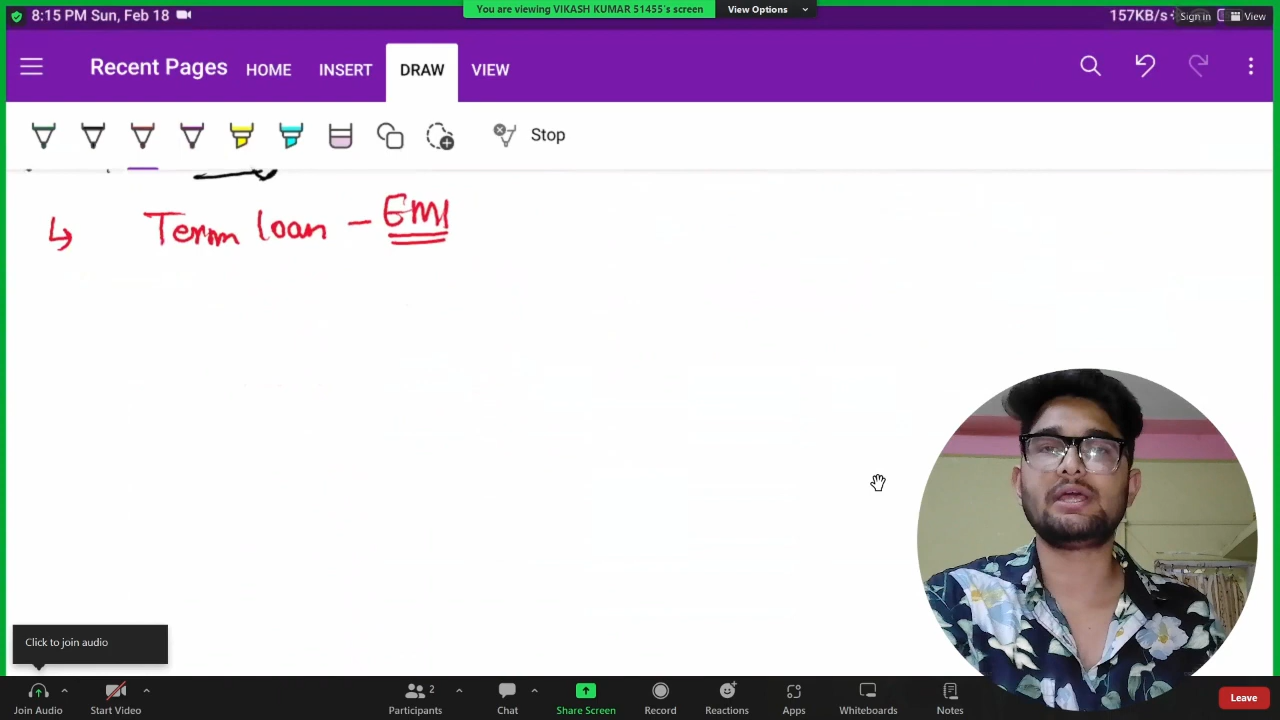 8:15 PM Sun, Feb 18
You are viewing VIKASH KUMAR 51455's screen
View Options
157KB/s
Sign in
View
Recent Pages
HOME
INSERT
DRAW
VIEW
Stop
↳ Term loan – EMI
Click to join audio
Join Audio
Start Video
2
Participants
Chat
Share Screen
Record
Reactions
Apps
Whiteboards
Notes
Leave